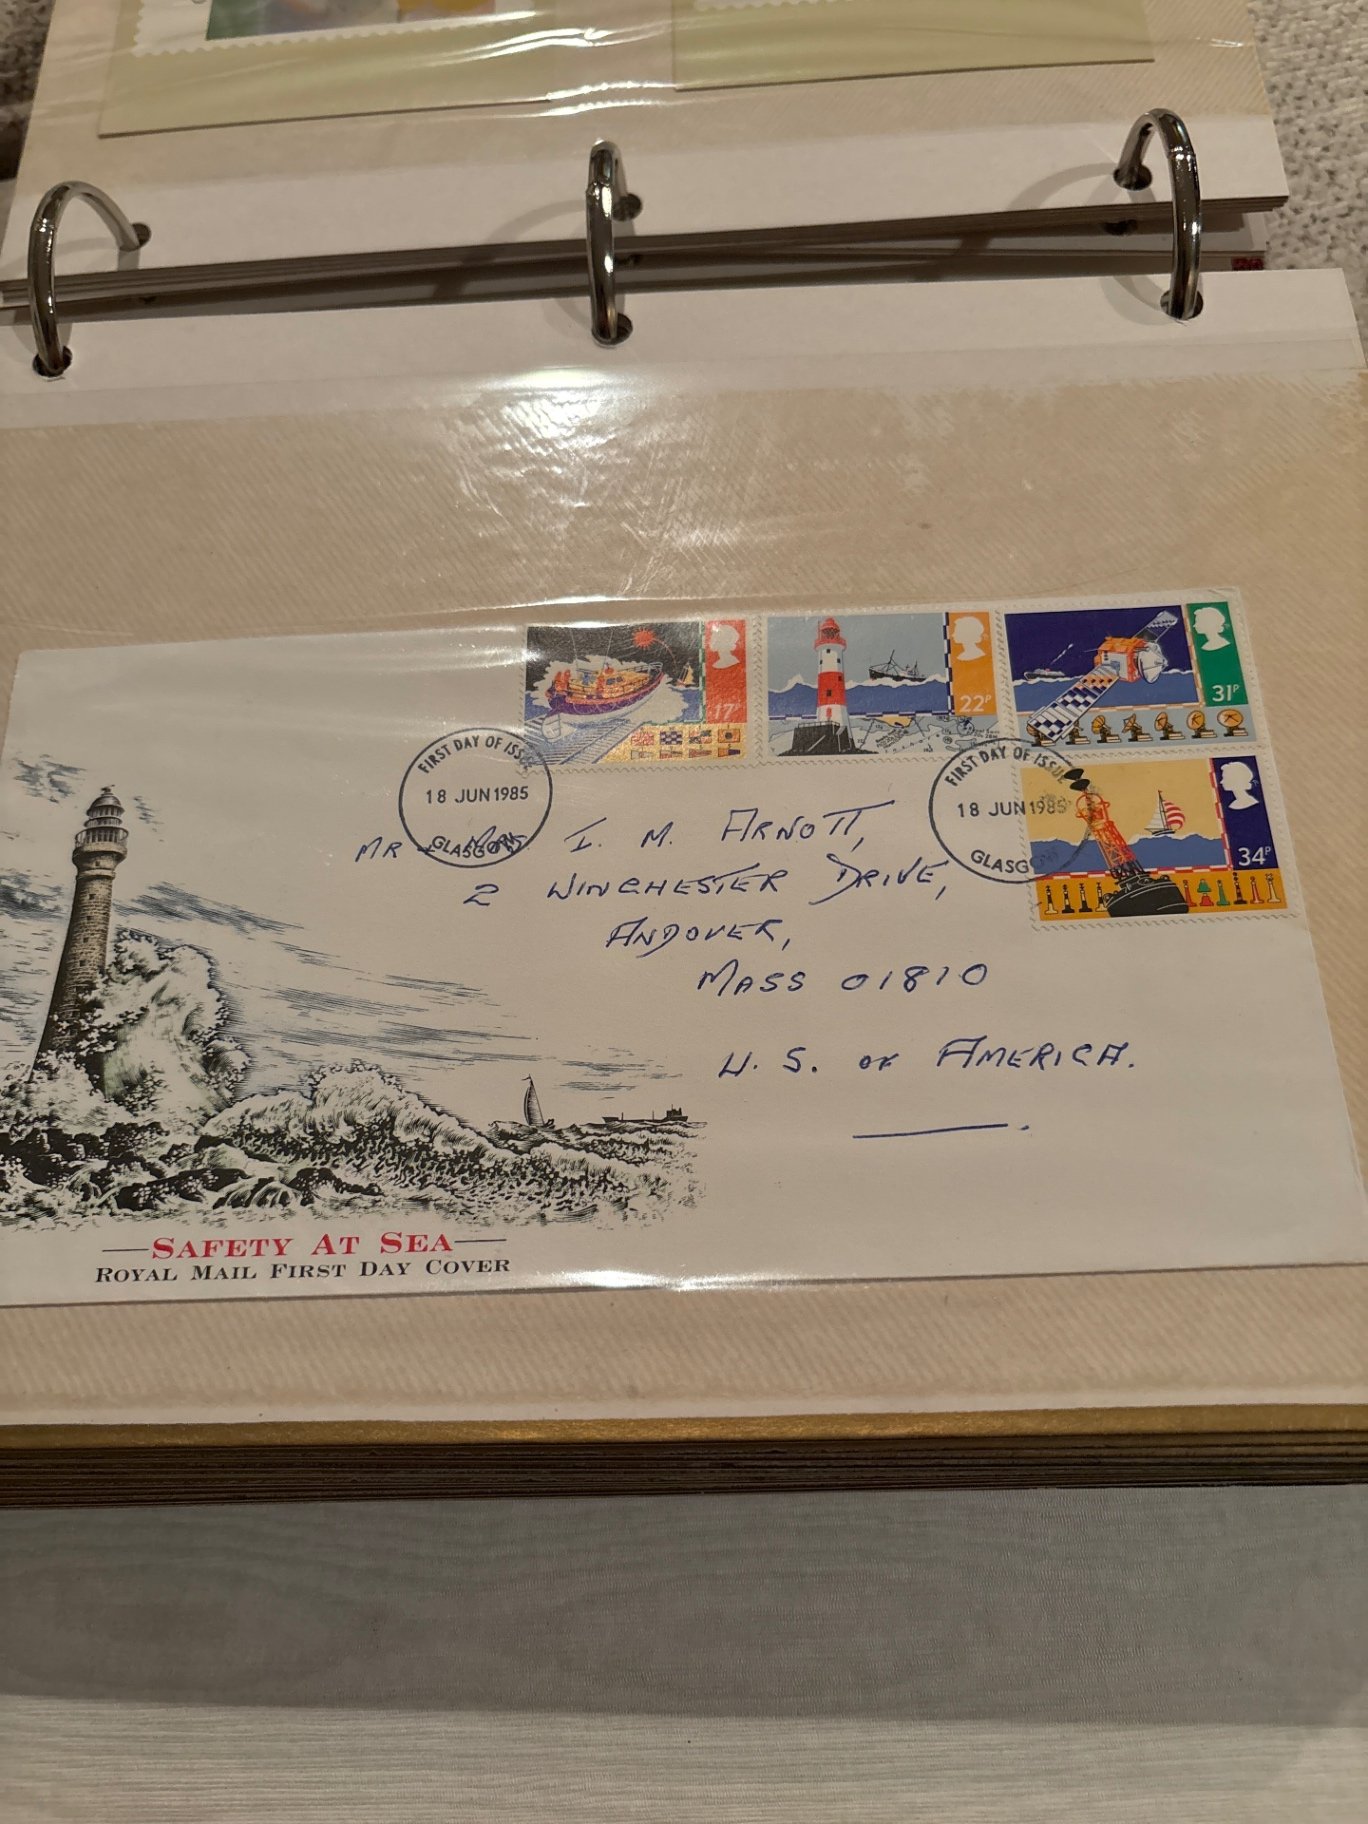 17P
22P
31P
34P
FIRST DAY OF ISSUE
18 JUN 1985
GLASGOW
FIRST DAY OF ISSUE
18 JUN 1985
GLASGOW
MR + MRS I. M. ARNOTT,
2 WINCHESTER DRIVE,
ANDOVER,
MASS 01810
U. S. OF AMERICA.
SAFETY AT SEA
ROYAL MAIL FIRST DAY COVER